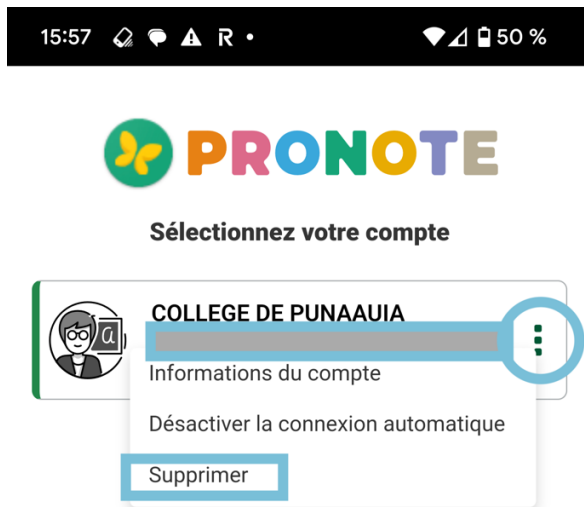 15:57 50 %
PRONOTE
Sélectionnez votre compte
COLLEGE DE PUNAAUIA
Informations du compte
Désactiver la connexion automatique
Supprimer